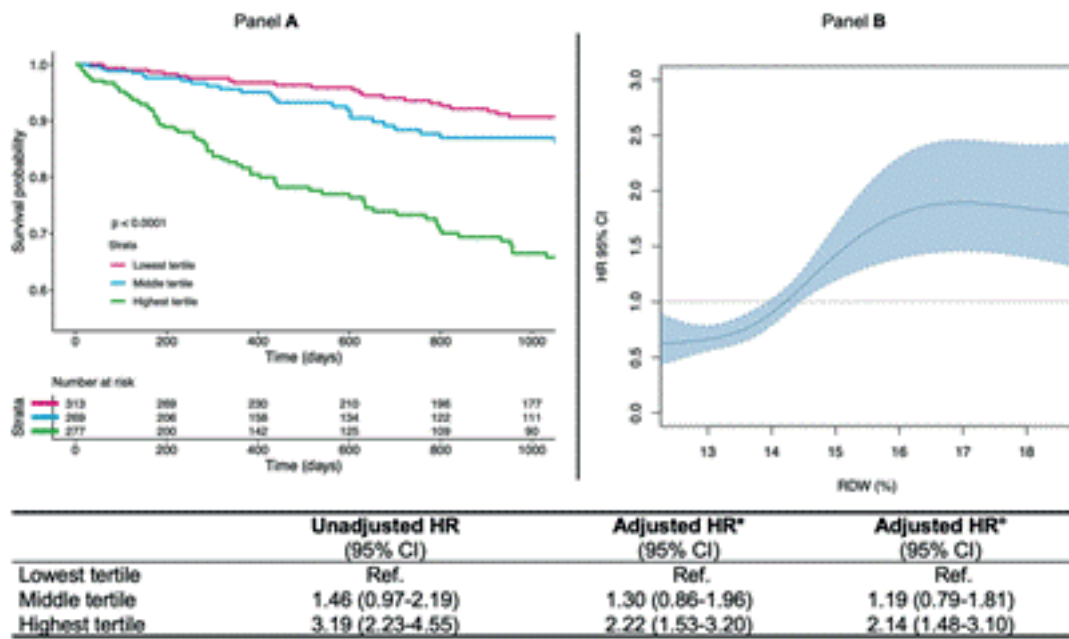 Panel A
Panel B
Survival probability
1.0
0.9
0.8
0.7
0.6
p < 0.0001
Strata
Lowest tertile
Middle tertile
Highest tertile
0 200 400 600 800 1000
Time (days)
Number at risk
Strata
313 269 230 210 196 177
269 206 158 134 122 111
277 200 142 125 109 90
0 200 400 600 800 1000
Time (days)
HR 95% CI
3.0
2.5
2.0
1.5
1.0
0.5
0.0
13 14 15 16 17 18
RDW (%)
Unadjusted HR Adjusted HR* Adjusted HR°
(95% CI) (95% CI) (95% CI)
Lowest tertile Ref. Ref. Ref.
Middle tertile 1.46 (0.97-2.19) 1.30 (0.86-1.96) 1.19 (0.79-1.81)
Highest tertile 3.19 (2.23-4.55) 2.22 (1.53-3.20) 2.14 (1.48-3.10)